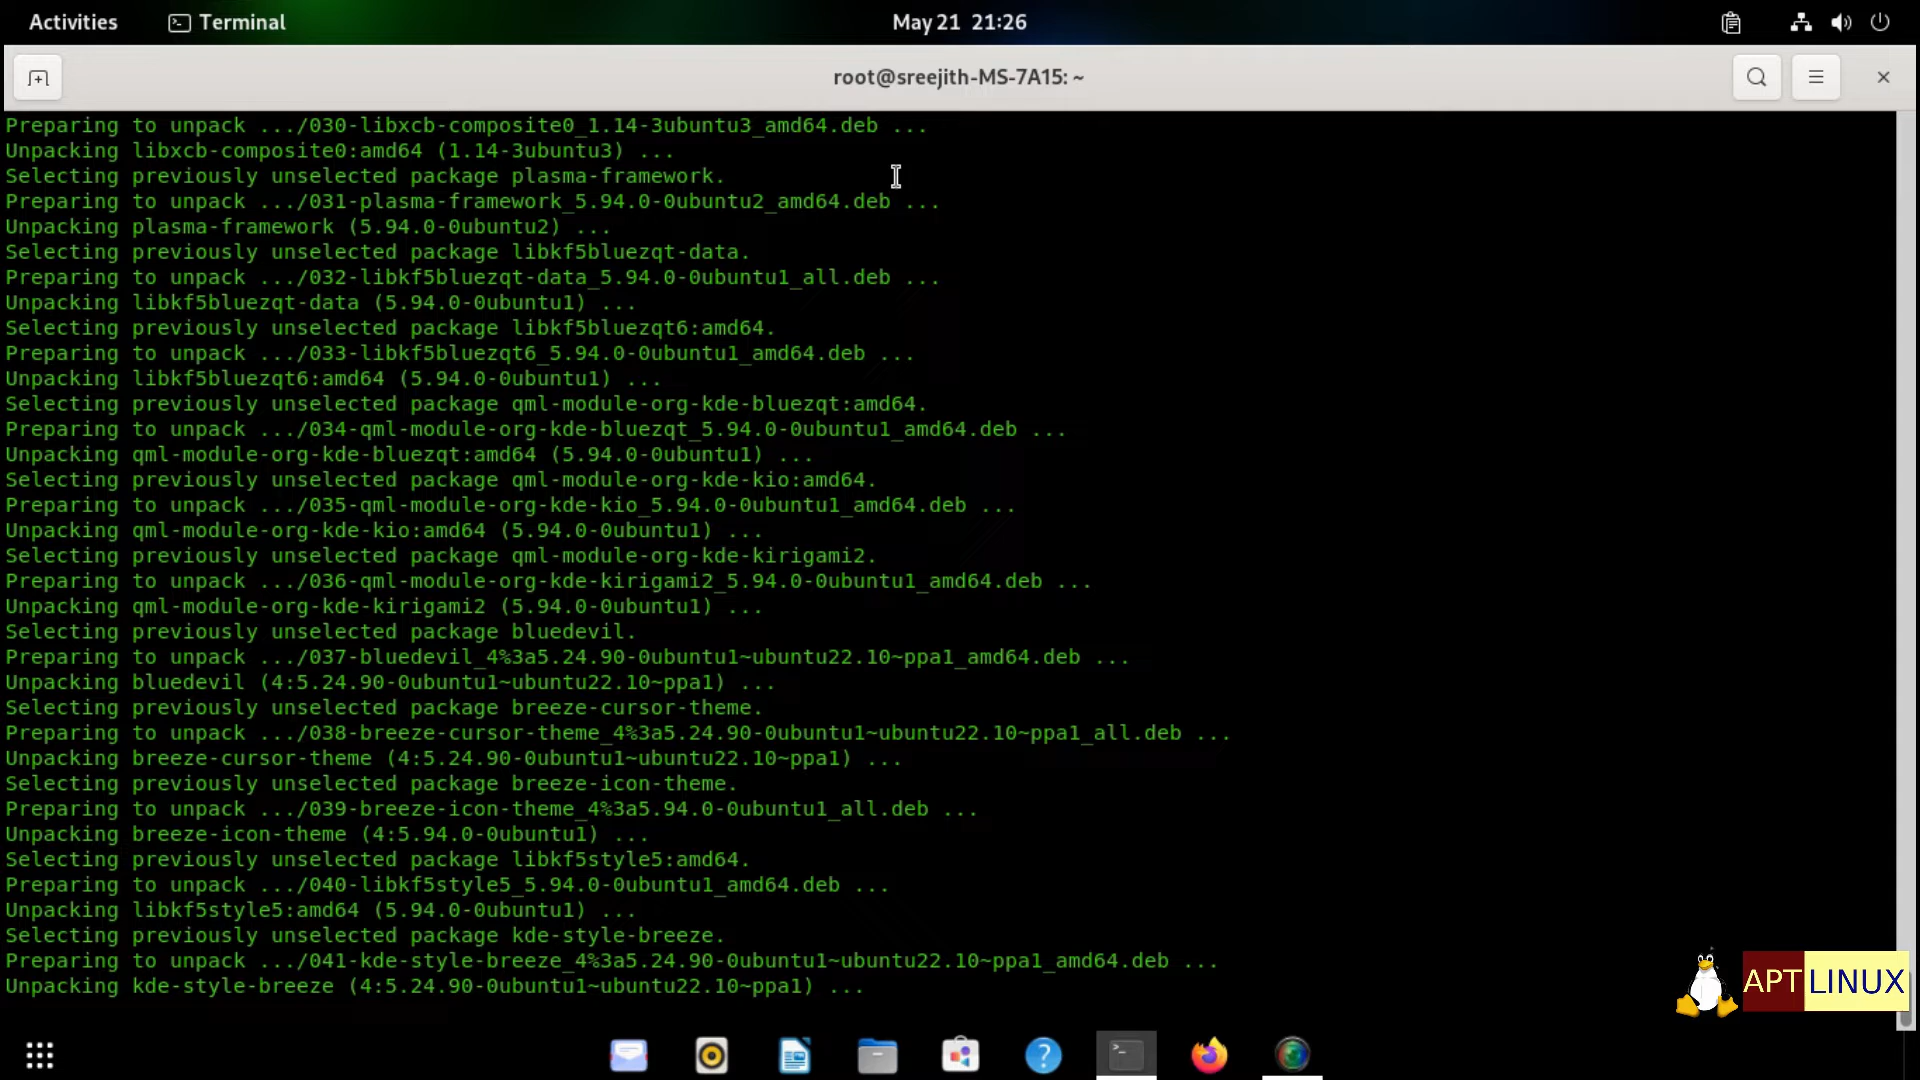 Activities Terminal May 21 21:26
root@sreejith-MS-7A15: ~
Preparing to unpack .../030-libxcb-composite0_1.14-3ubuntu3_amd64.deb ...
Unpacking libxcb-composite0:amd64 (1.14-3ubuntu3) ...
Selecting previously unselected package plasma-framework.
Preparing to unpack .../031-plasma-framework_5.94.0-0ubuntu2_amd64.deb ...
Unpacking plasma-framework (5.94.0-0ubuntu2) ...
Selecting previously unselected package libkf5bluezqt-data.
Preparing to unpack .../032-libkf5bluezqt-data_5.94.0-0ubuntu1_all.deb ...
Unpacking libkf5bluezqt-data (5.94.0-0ubuntu1) ...
Selecting previously unselected package libkf5bluezqt6:amd64.
Preparing to unpack .../033-libkf5bluezqt6_5.94.0-0ubuntu1_amd64.deb ...
Unpacking libkf5bluezqt6:amd64 (5.94.0-0ubuntu1) ...
Selecting previously unselected package qml-module-org-kde-bluezqt:amd64.
Preparing to unpack .../034-qml-module-org-kde-bluezqt_5.94.0-0ubuntu1_amd64.deb ...
Unpacking qml-module-org-kde-bluezqt:amd64 (5.94.0-0ubuntu1) ...
Selecting previously unselected package qml-module-org-kde-kio:amd64.
Preparing to unpack .../035-qml-module-org-kde-kio_5.94.0-0ubuntu1_amd64.deb ...
Unpacking qml-module-org-kde-kio:amd64 (5.94.0-0ubuntu1) ...
Selecting previously unselected package qml-module-org-kde-kirigami2.
Preparing to unpack .../036-qml-module-org-kde-kirigami2_5.94.0-0ubuntu1_amd64.deb ...
Unpacking qml-module-org-kde-kirigami2 (5.94.0-0ubuntu1) ...
Selecting previously unselected package bluedevil.
Preparing to unpack .../037-bluedevil_4%3a5.24.90-0ubuntu1~ubuntu22.10~ppa1_amd64.deb ...
Unpacking bluedevil (4:5.24.90-0ubuntu1~ubuntu22.10~ppa1) ...
Selecting previously unselected package breeze-cursor-theme.
Preparing to unpack .../038-breeze-cursor-theme_4%3a5.24.90-0ubuntu1~ubuntu22.10~ppa1_all.deb ...
Unpacking breeze-cursor-theme (4:5.24.90-0ubuntu1~ubuntu22.10~ppa1) ...
Selecting previously unselected package breeze-icon-theme.
Preparing to unpack .../039-breeze-icon-theme_4%3a5.94.0-0ubuntu1_all.deb ...
Unpacking breeze-icon-theme (4:5.94.0-0ubuntu1) ...
Selecting previously unselected package libkf5style5:amd64.
Preparing to unpack .../040-libkf5style5_5.94.0-0ubuntu1_amd64.deb ...
Unpacking libkf5style5:amd64 (5.94.0-0ubuntu1) ...
Selecting previously unselected package kde-style-breeze.
Preparing to unpack .../041-kde-style-breeze_4%3a5.24.90-0ubuntu1~ubuntu22.10~ppa1_amd64.deb ...
Unpacking kde-style-breeze (4:5.24.90-0ubuntu1~ubuntu22.10~ppa1) ...
APT LINUX